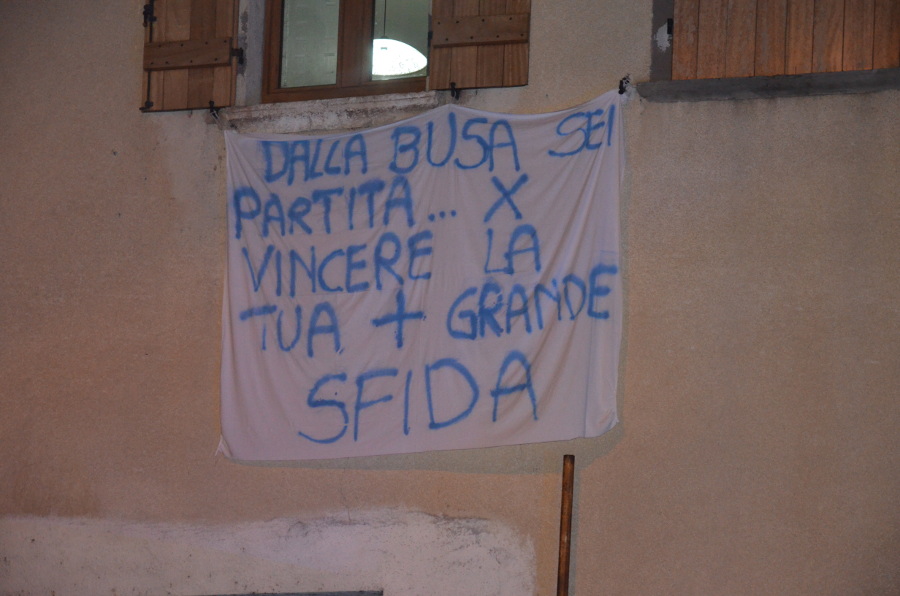 DALLA BUSA SEI
PARTITA... X
VINCERE LA
TUA + GRANDE
SFIDA